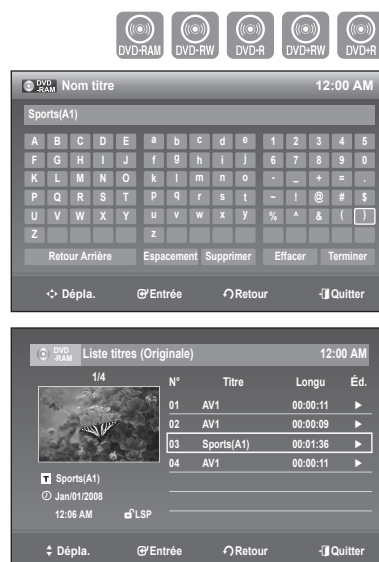 DVD-RAM DVD-RW DVD-R DVD+RW DVD+R
DVD-RAM Nom titre 12:00 AM
Sports(A1)
A B C D E a b c d e 1 2 3 4 5
F G H I J f g h i j 6 7 8 9 0
K L M N O k l m n o - _ + = .
P Q R S T p q r s t ~ ! @ # $
U V W X Y u v w x y % ^ & ( )
Z z
Retour Arrière Espacement Supprimer Effacer Terminer
Dépla. Entrée Retour Quitter
DVD-RAM Liste titres (Originale) 12:00 AM
1/4 N° Titre Longu Éd.
01 AV1 00:00:11 ►
02 AV1 00:00:09 ►
03 Sports(A1) 00:01:36 ►
04 AV1 00:00:11 ►
T Sports(A1)
Jan/01/2008
12:06 AM LSP
Dépla. Entrée Retour Quitter